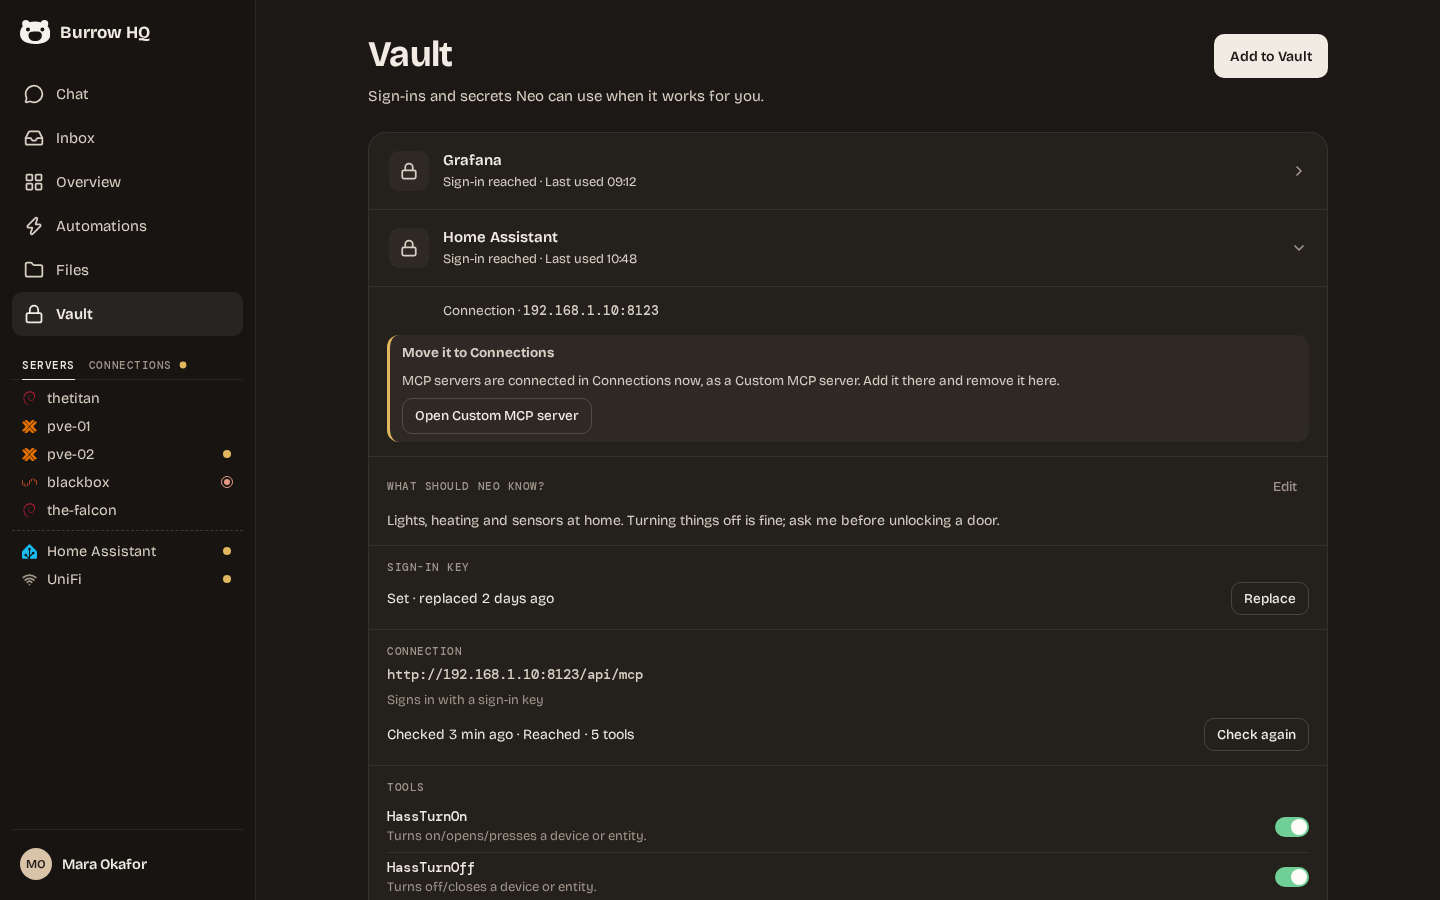 Burrow HQ
Chat
Inbox
Overview
Automations
Files
Vault
SERVERS CONNECTIONS
thetitan
pve-01
pve-02
blackbox
the-falcon
Home Assistant
UniFi
MO Mara Okafor
Vault
Add to Vault
Sign-ins and secrets Neo can use when it works for you.
Grafana
Sign-in reached · Last used 09:12
Home Assistant
Sign-in reached · Last used 10:48
Connection · 192.168.1.10:8123
Move it to Connections
MCP servers are connected in Connections now, as a Custom MCP server. Add it there and remove it here.
Open Custom MCP server
WHAT SHOULD NEO KNOW?
Edit
Lights, heating and sensors at home. Turning things off is fine; ask me before unlocking a door.
SIGN-IN KEY
Set · replaced 2 days ago
Replace
CONNECTION
http://192.168.1.10:8123/api/mcp
Signs in with a sign-in key
Checked 3 min ago · Reached · 5 tools
Check again
TOOLS
HassTurnOn
Turns on/opens/presses a device or entity.
HassTurnOff
Turns off/closes a device or entity.